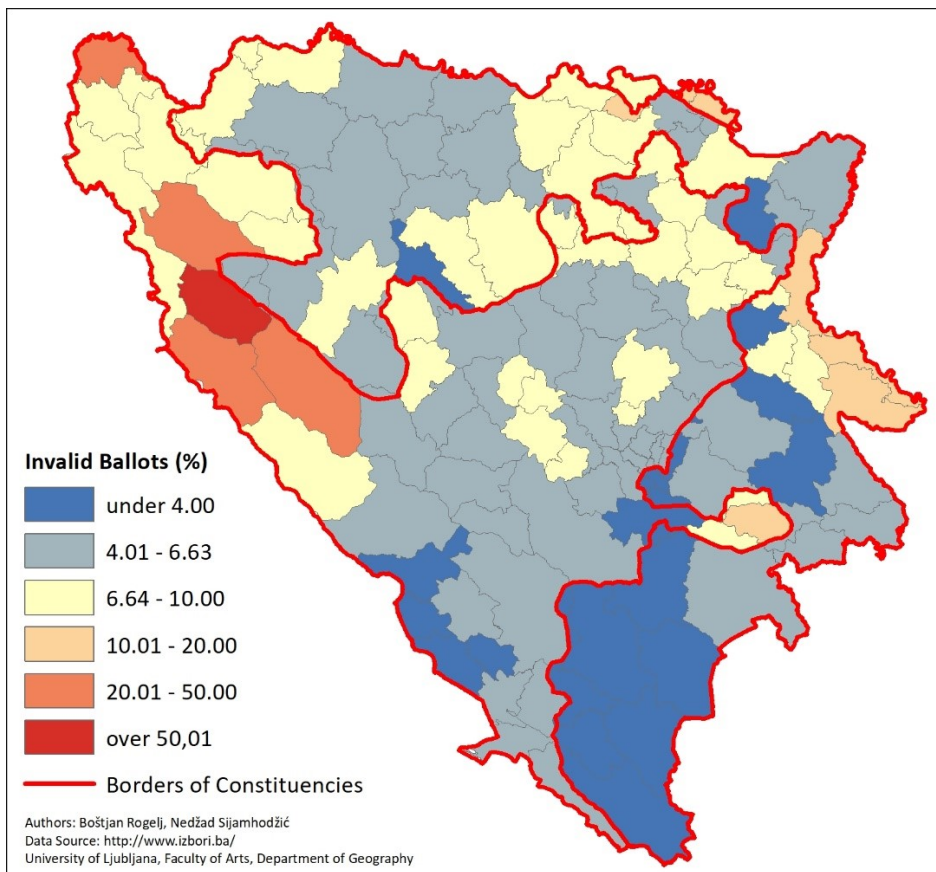 Invalid Ballots (%)
under 4.00
4.01 - 6.63
6.64 - 10.00
10.01 - 20.00
20.01 - 50.00
over 50,01
Borders of Constituencies
Authors: Boštjan Rogelj, Nedžad Sijamhodžić
Data Source: http://www.izbori.ba/
University of Ljubljana, Faculty of Arts, Department of Geography